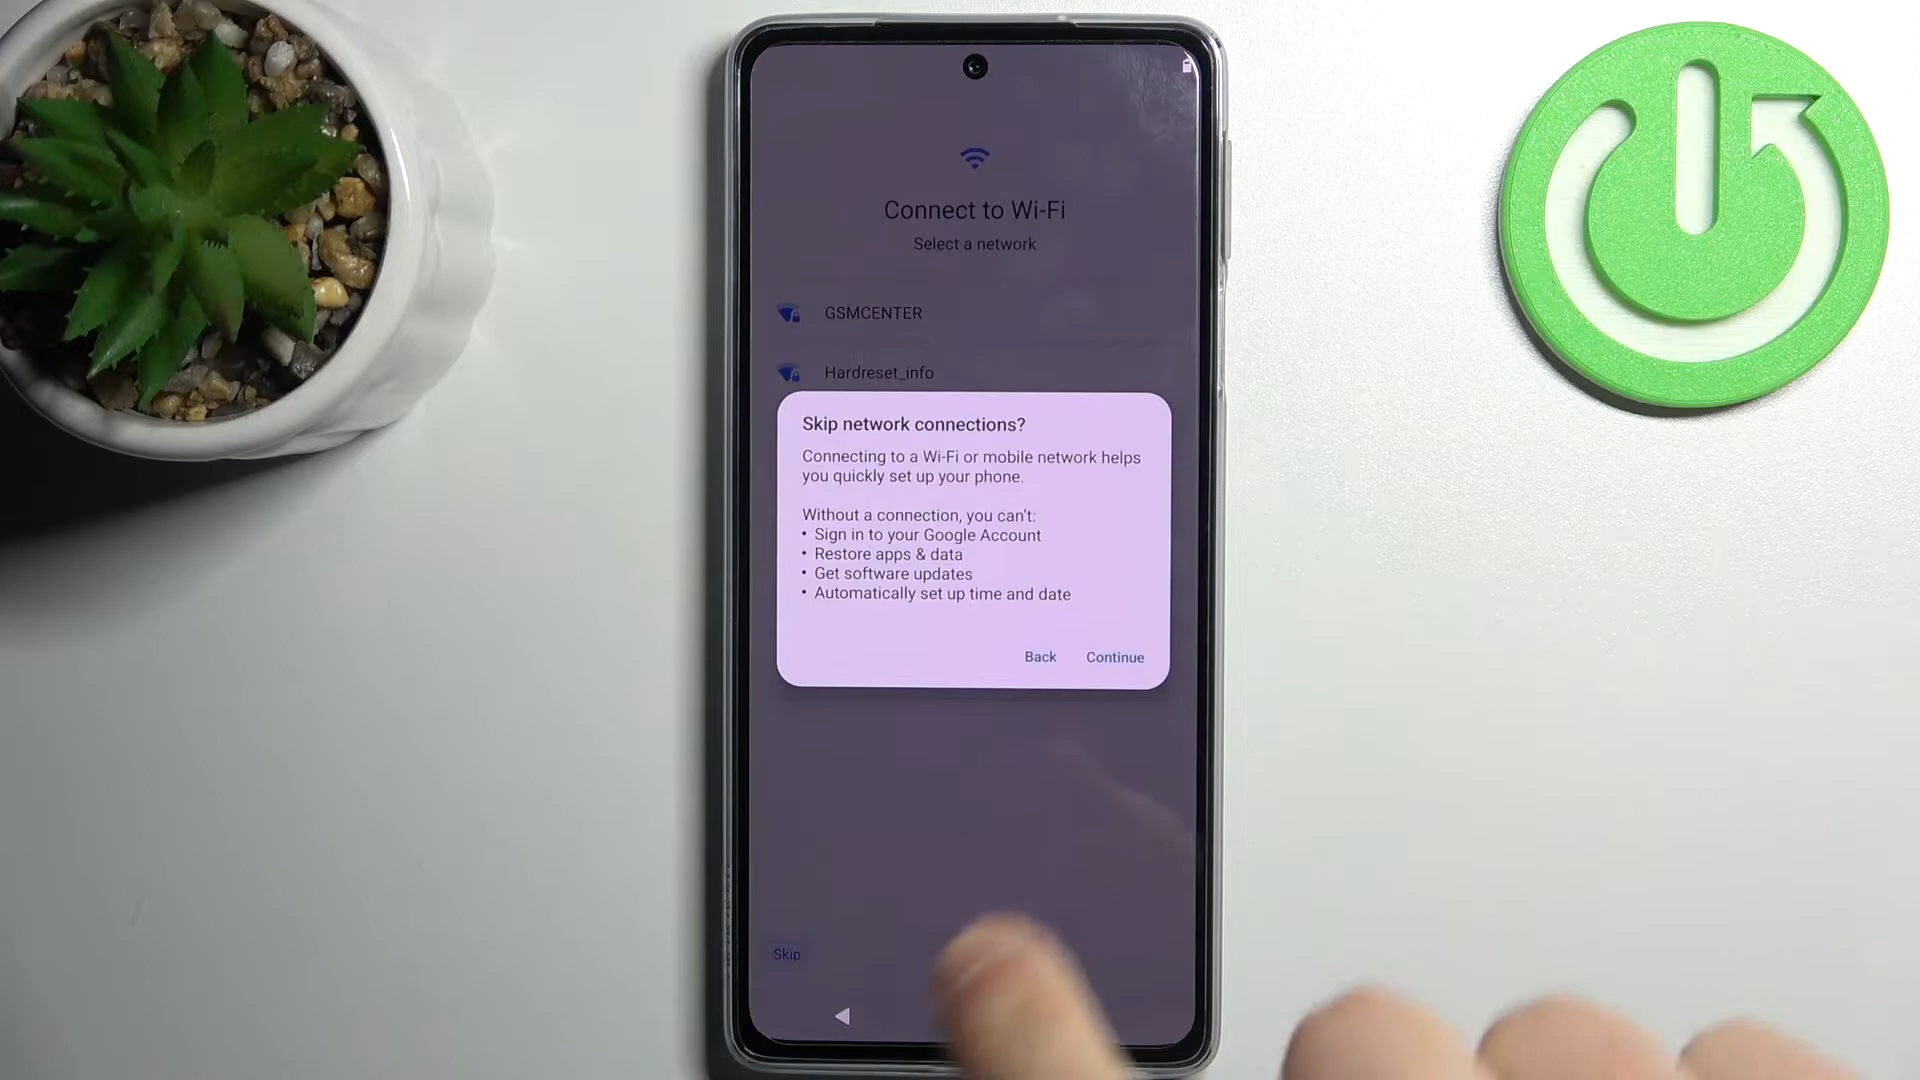 Connect to Wi-Fi
Select a network
GSMCENTER
Hardreset_info
Skip network connections?
Connecting to a Wi-Fi or mobile network helps
you quickly set up your phone.
Without a connection, you can't:
• Sign in to your Google Account
• Restore apps & data
• Get software updates
• Automatically set up time and date
Back Continue
Skip